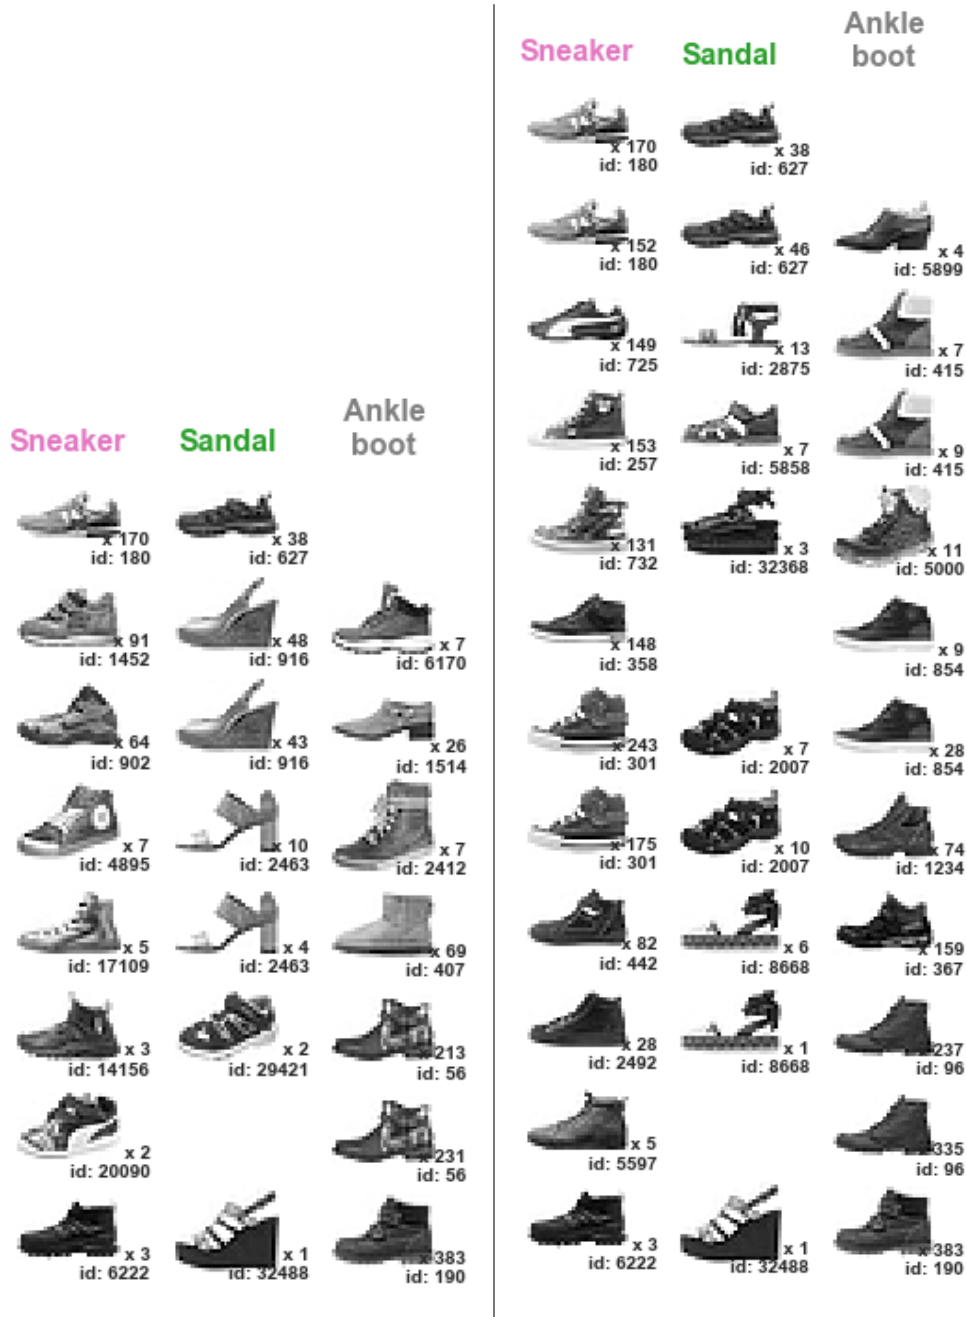 Sneaker Sandal Ankle
boot
x 170 x 38
id: 180 id: 627
x 91 x 48 x 7
id: 1452 id: 916 id: 6170
x 64 x 43 x 26
id: 902 id: 916 id: 1514
x 7 x 10 x 7
id: 4895 id: 2463 id: 2412
x 5 x 4 x 69
id: 17109 id: 2463 id: 407
x 3 x 2 x 213
id: 14156 id: 29421 id: 56
x 2 x 231
id: 20090 id: 56
x 3 x 1 x 383
id: 6222 id: 32488 id: 190
Sneaker Sandal Ankle
boot
x 170 x 38
id: 180 id: 627
x 152 x 46 x 4
id: 180 id: 627 id: 5899
x 149 x 13 x 7
id: 725 id: 2875 id: 415
x 153 x 7 x 9
id: 257 id: 5858 id: 415
x 131 x 3 x 11
id: 732 id: 32368 id: 5000
x 148 x 9
id: 358 id: 854
x 243 x 7 x 28
id: 301 id: 2007 id: 854
x 175 x 10 x 74
id: 301 id: 2007 id: 1234
x 82 x 6 x 159
id: 442 id: 8668 id: 367
x 28 x 1 x 237
id: 2492 id: 8668 id: 96
x 5 x 335
id: 5597 id: 96
x 3 x 1 x 383
id: 6222 id: 32488 id: 190